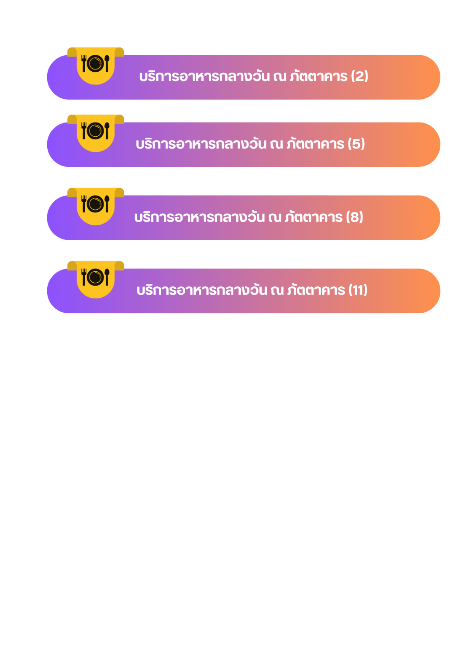 บริการอาหารกลางวัน ณ ภัตตาคาร (2)
บริการอาหารกลางวัน ณ ภัตตาคาร (5)
บริการอาหารกลางวัน ณ ภัตตาคาร (8)
บริการอาหารกลางวัน ณ ภัตตาคาร (11)